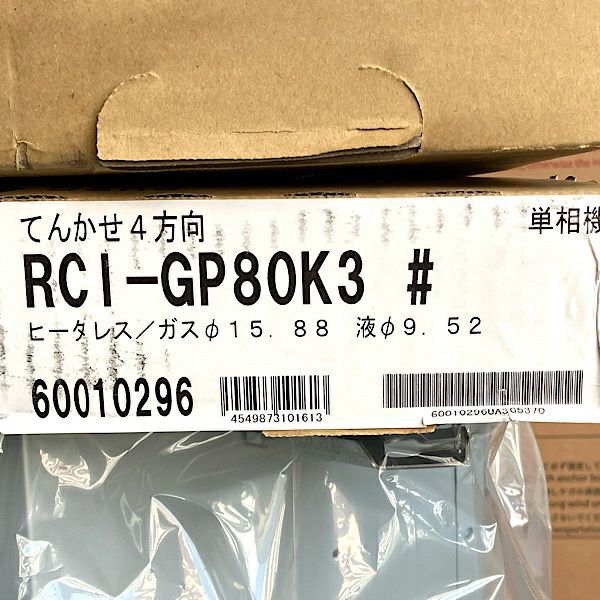 てんかせ4方向
単相機
RCI-GP80K3 #
ヒータレス/ガスφ15.88 液φ9.52
60010296
4549873101613